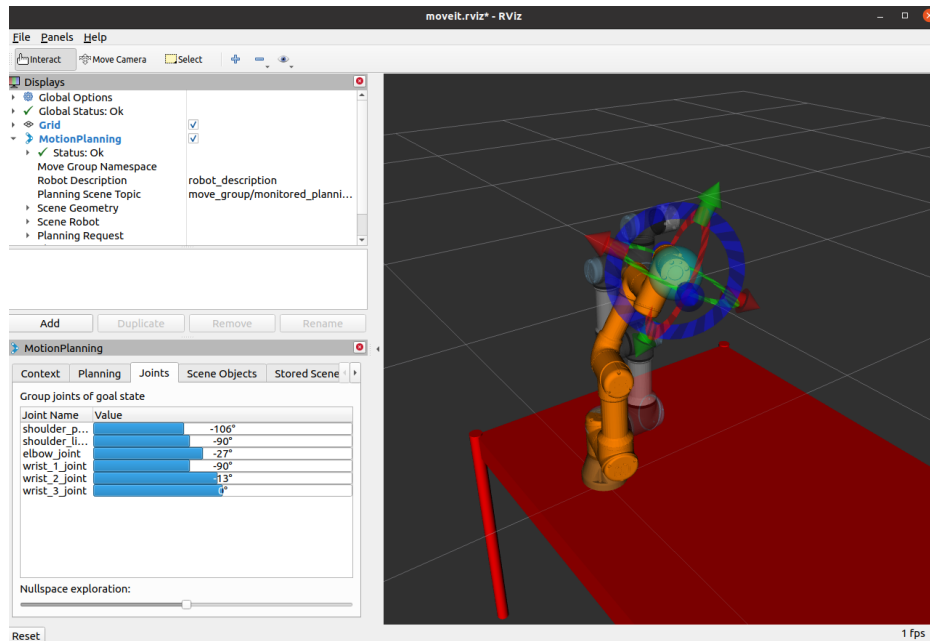 moveit.rviz* - RViz
File Panels Help
Interact Move Camera Select
Displays
Global Options
Global Status: Ok
Grid
MotionPlanning
Status: Ok
Move Group Namespace
Robot Description robot_description
Planning Scene Topic move_group/monitored_planni...
Scene Geometry
Scene Robot
Planning Request
Add Duplicate Remove Rename
MotionPlanning
Context Planning Joints Scene Objects Stored Scene
Group joints of goal state
Joint Name Value
shoulder_p... -106°
shoulder_li... -90°
elbow_joint -27°
wrist_1_joint -90°
wrist_2_joint -13°
wrist_3_joint 0°
Nullspace exploration:
Reset 1 fps